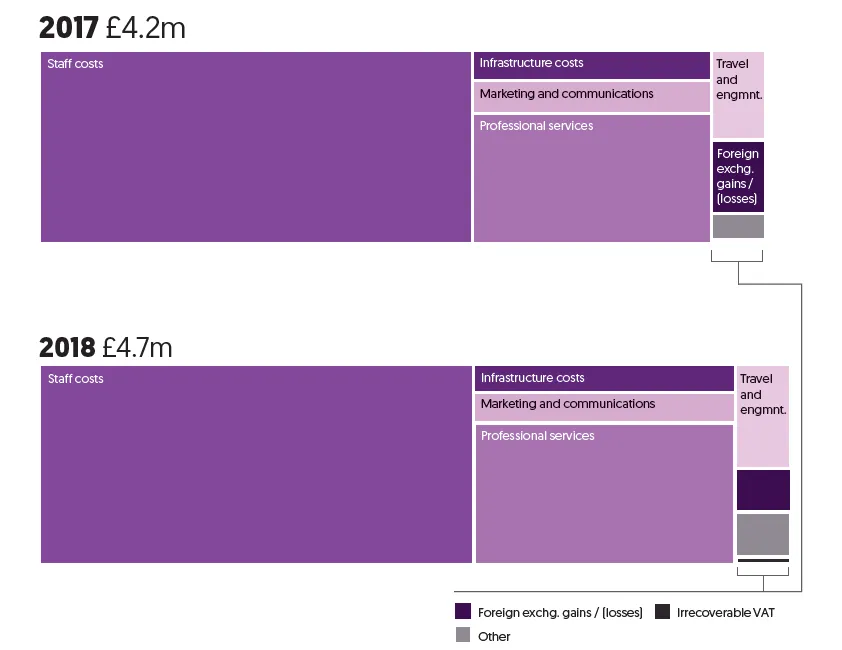 2017 £4.2m
Staff costs
Infrastructure costs
Marketing and communications
Professional services
Travel
and
engmnt.
Foreign
exchg.
gains /
(losses)
2018 £4.7m
Staff costs
Infrastructure costs
Marketing and communications
Professional services
Travel
and
engmnt.
Foreign exchg. gains / (losses)
Irrecoverable VAT
Other